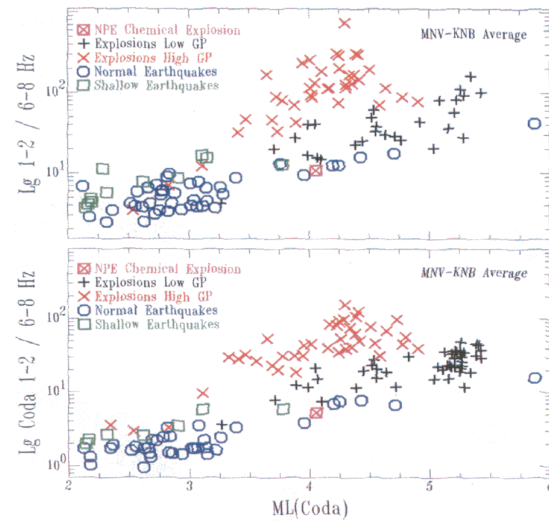 NPE Chemical Explosion
MNV-KNB Average
Explosions Low GP
Explosions High GP
Normal Earthquakes
Shallow Earthquakes
Lg 1-2 / 6-8 Hz
10²
10¹
NPE Chemical Explosion
MNV-KNB Average
Explosions Low GP
Explosions High GP
Normal Earthquakes
Shallow Earthquakes
Lg Coda 1-2 / 6-8 Hz
10²
10¹
10⁰
2 3 4 5 6
ML(Coda)